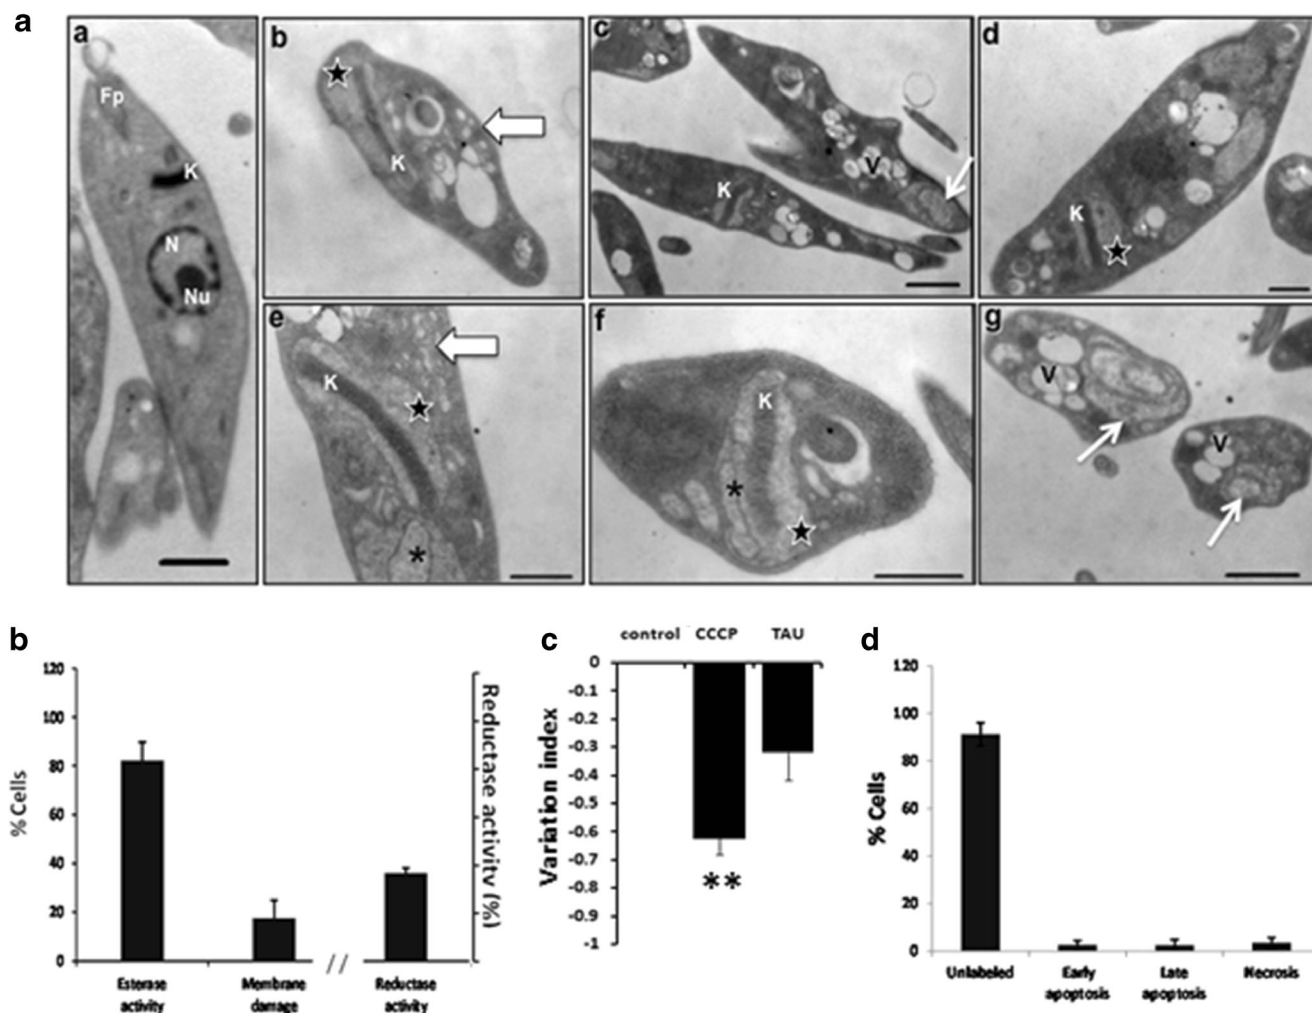 a
a
Fp
K
N
Nu
b
★
K
c
K
V
d
K
★
e
K
★
*
f
K
*
★
g
V
V
b
120
100
80
60
40
20
0
% Cells
Esterase activity
Membrane damage
//
Reductase activity
Reductase activity (%)
c
control CCCP TAU
0
-0.1
-0.2
-0.3
-0.4
-0.5
-0.6
-0.7
-0.8
-0.9
-1
Variation index
**
d
120
100
80
60
40
20
0
% Cells
Unlabeled
Early apoptosis
Late apoptosis
Necrosis